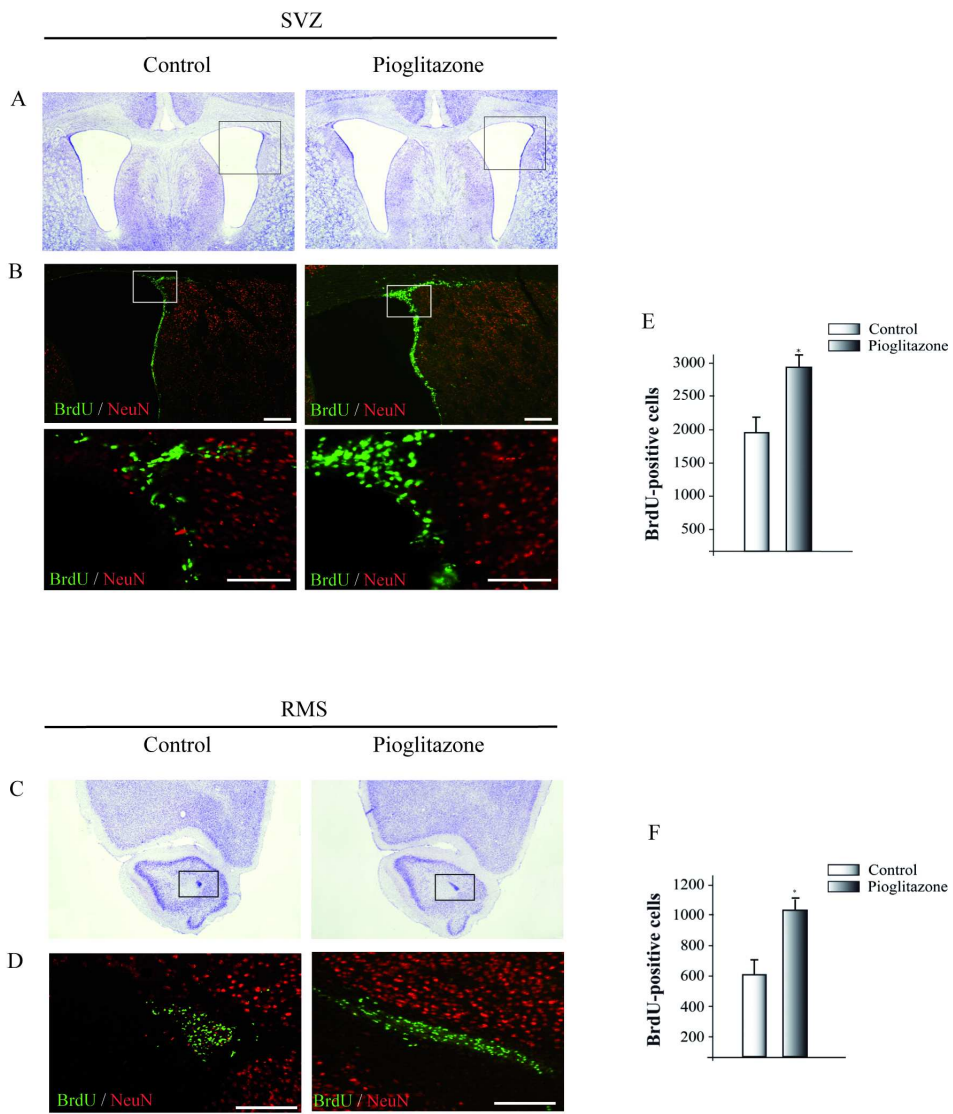 SVZ
Control Pioglitazone
A
B
BrdU / NeuN BrdU / NeuN
BrdU / NeuN BrdU / NeuN
E
Control
Pioglitazone
*
3000
2500
2000
1500
1000
500
BrdU-positive cells
RMS
Control Pioglitazone
C
D
BrdU / NeuN BrdU / NeuN
F
Control
Pioglitazone
*
1200
1000
800
600
400
200
BrdU-positive cells